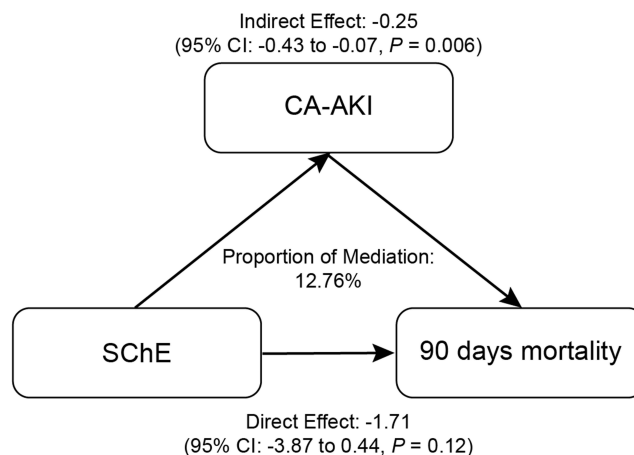 Indirect Effect: -0.25
(95% CI: -0.43 to -0.07, P = 0.006)
CA-AKI
Proportion of Mediation:
12.76%
SChE
90 days mortality
Direct Effect: -1.71
(95% CI: -3.87 to 0.44, P = 0.12)